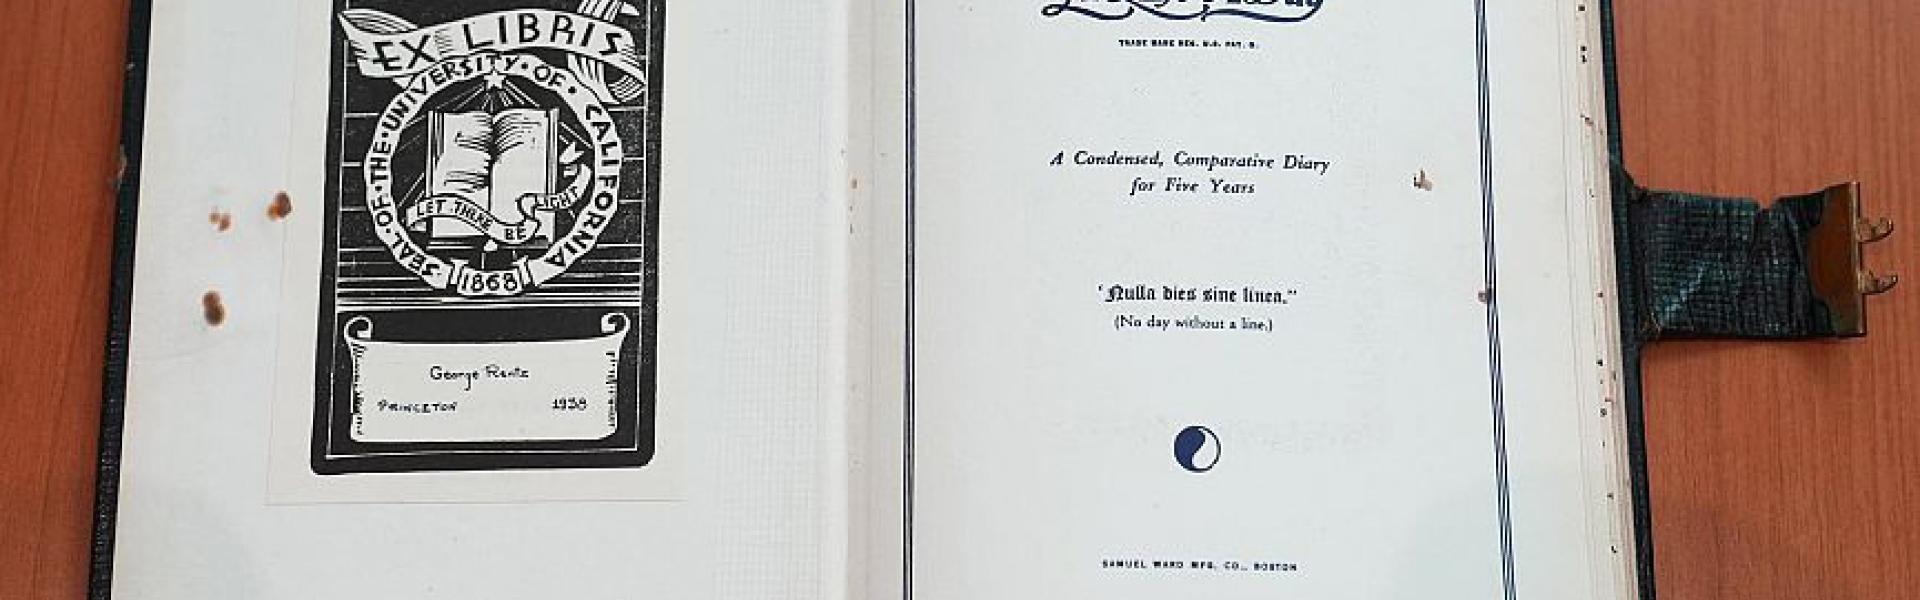 EX LIBRIS
SEAL · OF · THE · UNIVERSITY · OF · CALIFORNIA
LET THERE BE LIGHT
1868
George Rentz
PRINCETON 1938
TRADE MARK REG. U.S. PAT. O.
A Condensed, Comparative Diary
for Five Years
"Nulla dies sine linea."
(No day without a line.)
SAMUEL WARD MFG. CO., BOSTON